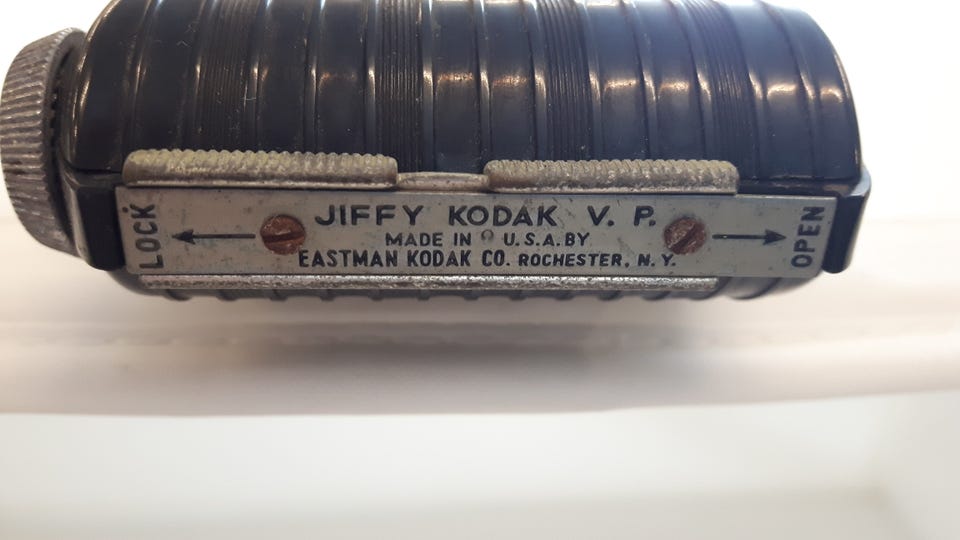 LOCK
JIFFY KODAK V. P.
MADE IN U.S.A. BY
EASTMAN KODAK CO. ROCHESTER, N. Y.
OPEN